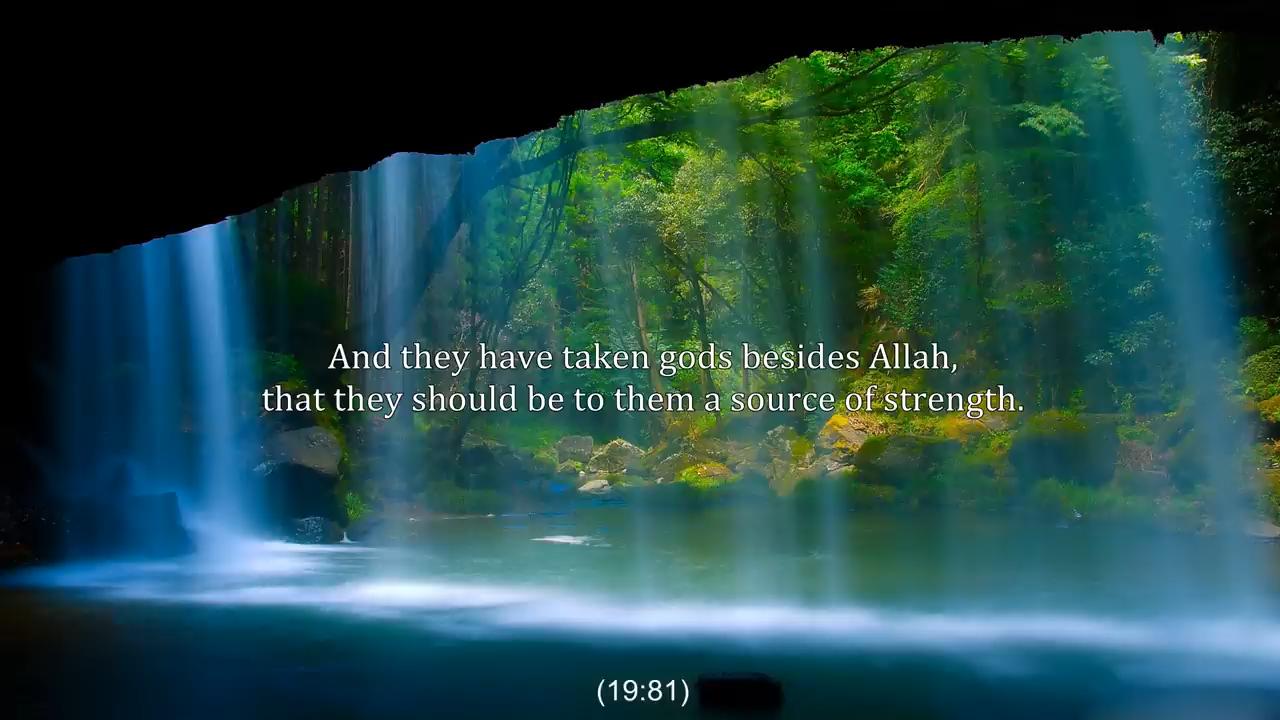 And they have taken gods besides Allah,
that they should be to them a source of strength.
(19:81)